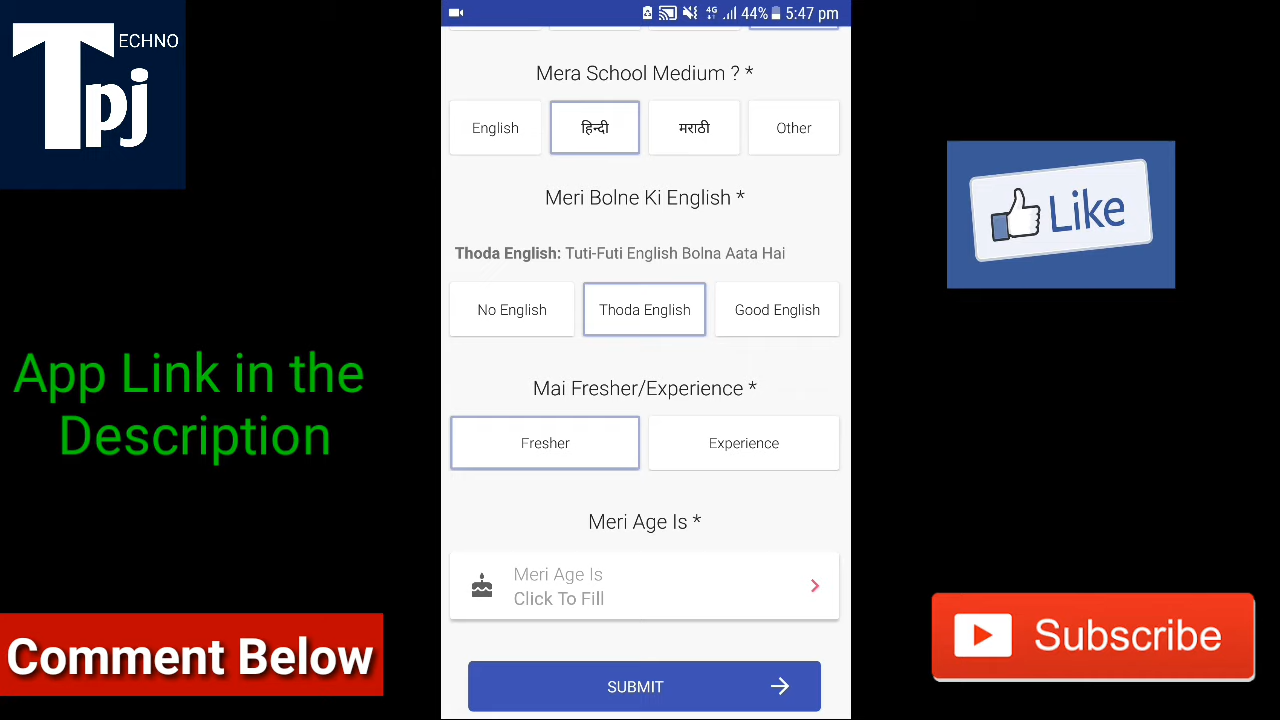 T ECHNO
pj
4G 44% 5:47 pm
Mera School Medium ? *
English हिन्दी मराठी Other
Meri Bolne Ki English *
Thoda English: Tuti-Futi English Bolna Aata Hai
No English Thoda English Good English
Mai Fresher/Experience *
Fresher Experience
Meri Age Is *
Meri Age Is
Click To Fill
SUBMIT
Like
App Link in the
Description
Comment Below
Subscribe